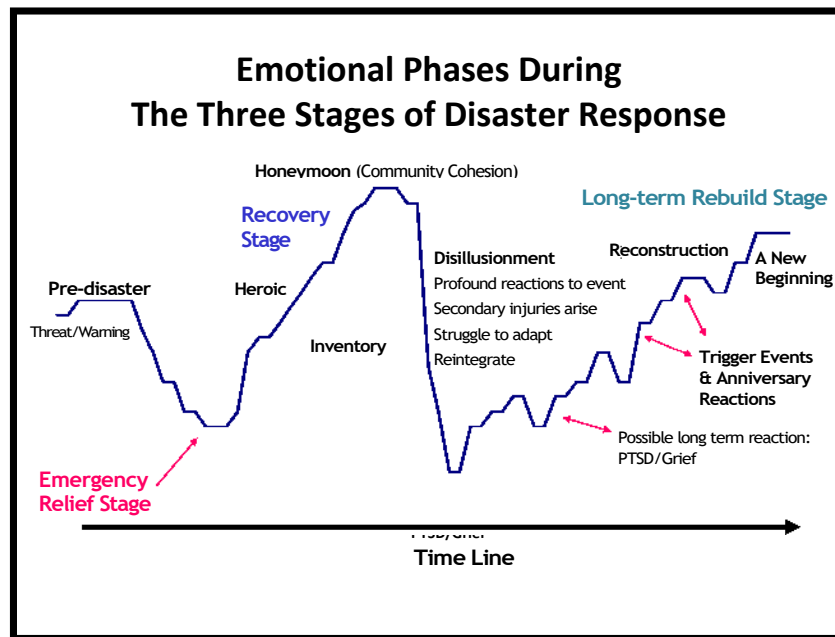 Emotional Phases During
The Three Stages of Disaster Response
Honeymoon (Community Cohesion)
Recovery
Stage
Long-term Rebuild Stage
Pre-disaster
Threat/Warning
Heroic
Inventory
Disillusionment
Profound reactions to event
Secondary injuries arise
Struggle to adapt
Reintegrate
Reconstruction
A New
Beginning
Trigger Events
& Anniversary
Reactions
Possible long term reaction:
PTSD/Grief
Emergency
Relief Stage
PTSD/Grief
Time Line